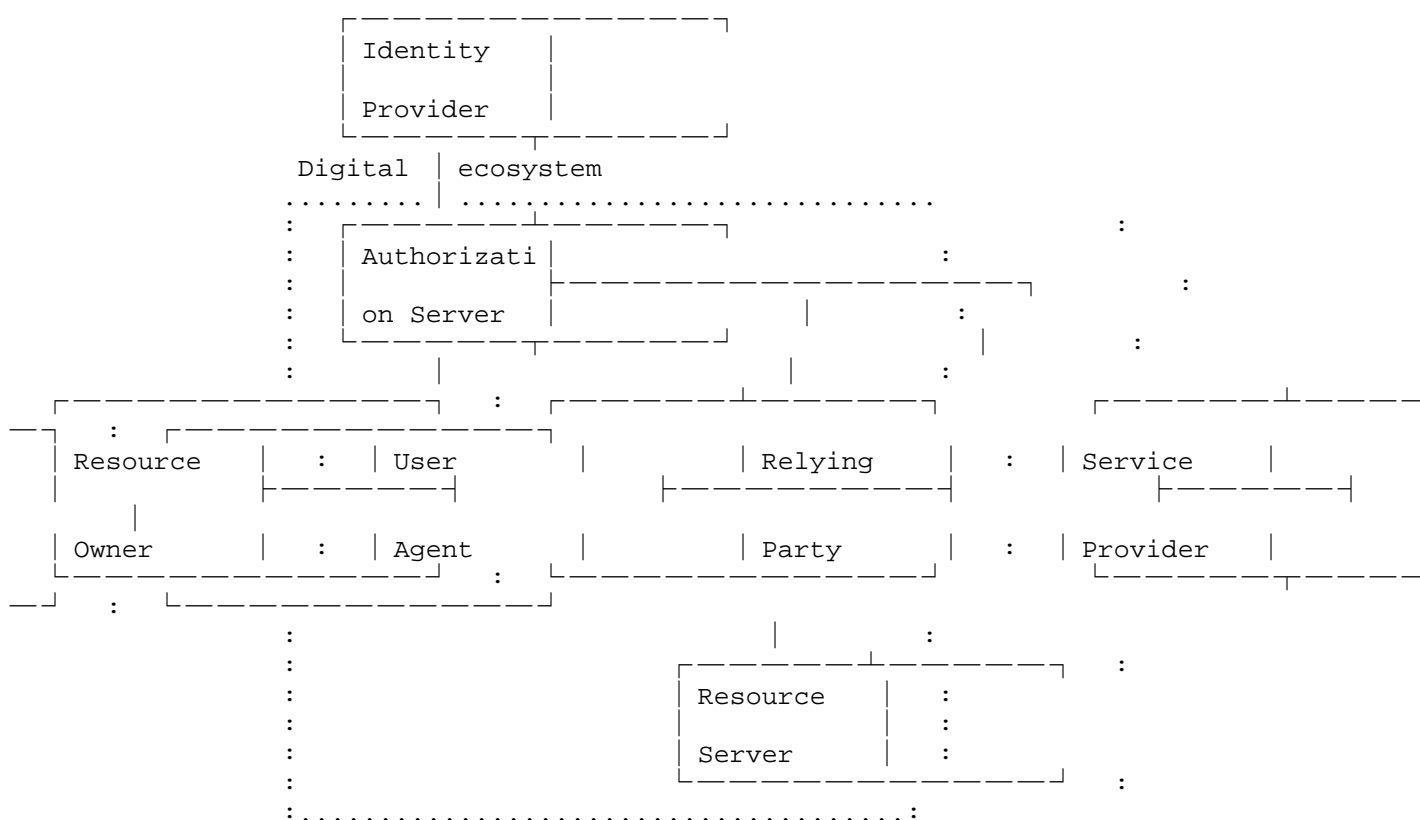 Identity
Provider
Digital ecosystem
Authorizati
on Server
Resource : User Relying : Service
Owner : Agent Party : Provider
Resource
Server